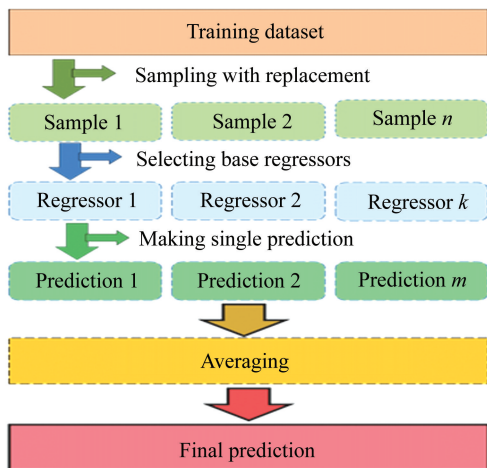 Training dataset
Sampling with replacement
Sample 1 Sample 2 Sample n
Selecting base regressors
Regressor 1 Regressor 2 Regressor k
Making single prediction
Prediction 1 Prediction 2 Prediction m
Averaging
Final prediction